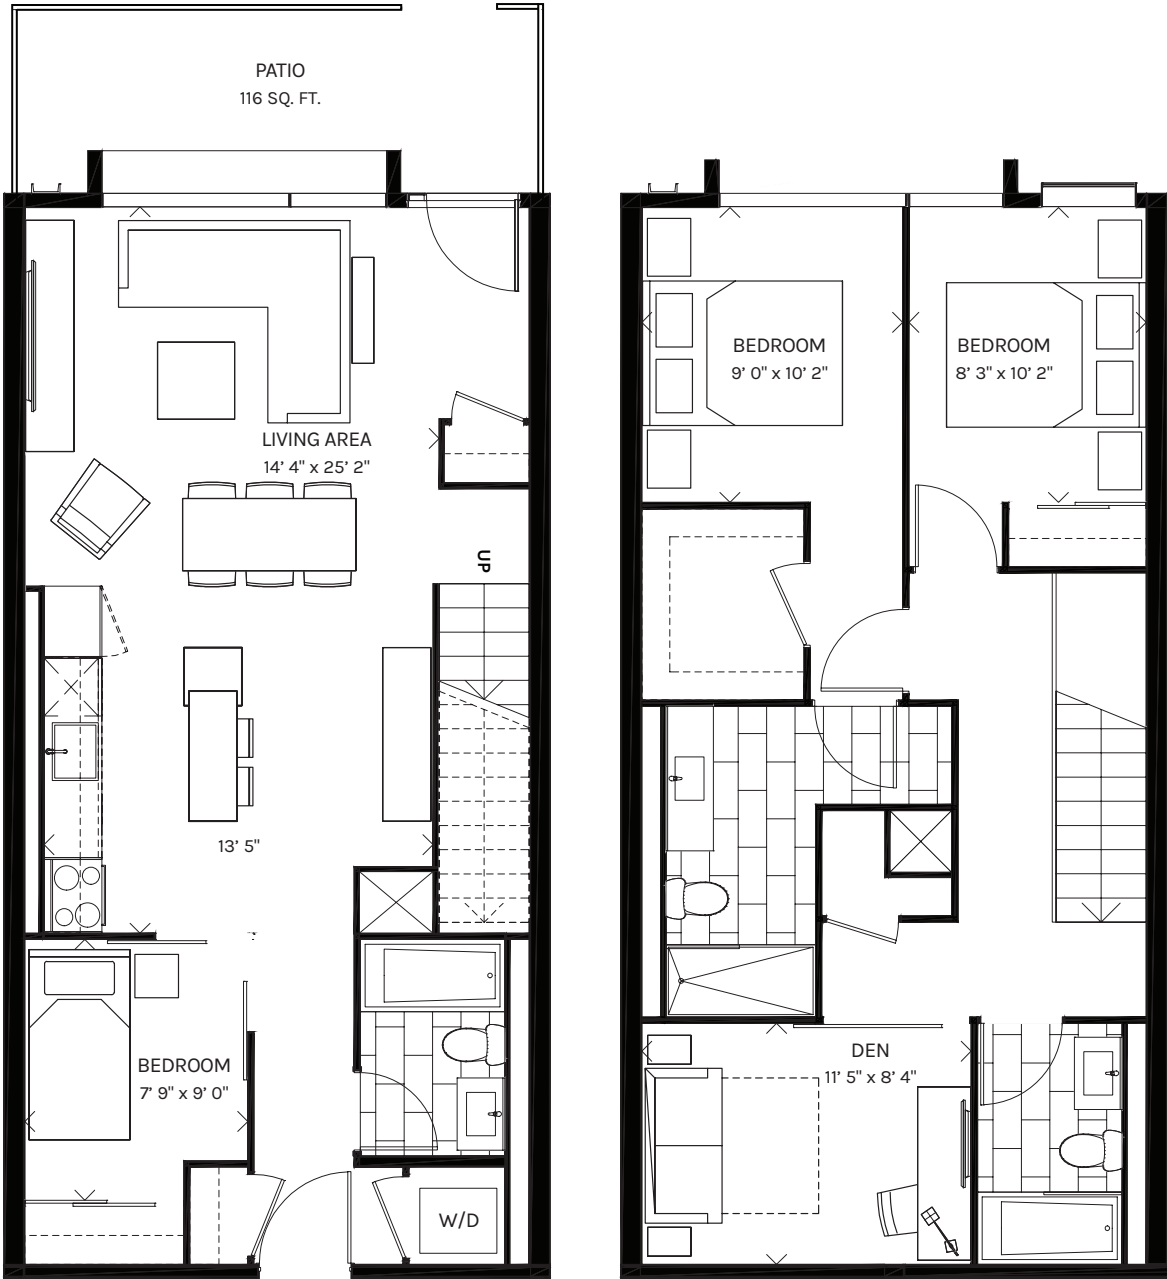 PATIO
116 SQ. FT.
LIVING AREA
14' 4" x 25' 2"
UP
13' 5"
BEDROOM
7' 9" x 9' 0"
W/D
BEDROOM
9' 0" x 10' 2"
BEDROOM
8' 3" x 10' 2"
DEN
11' 5" x 8' 4"